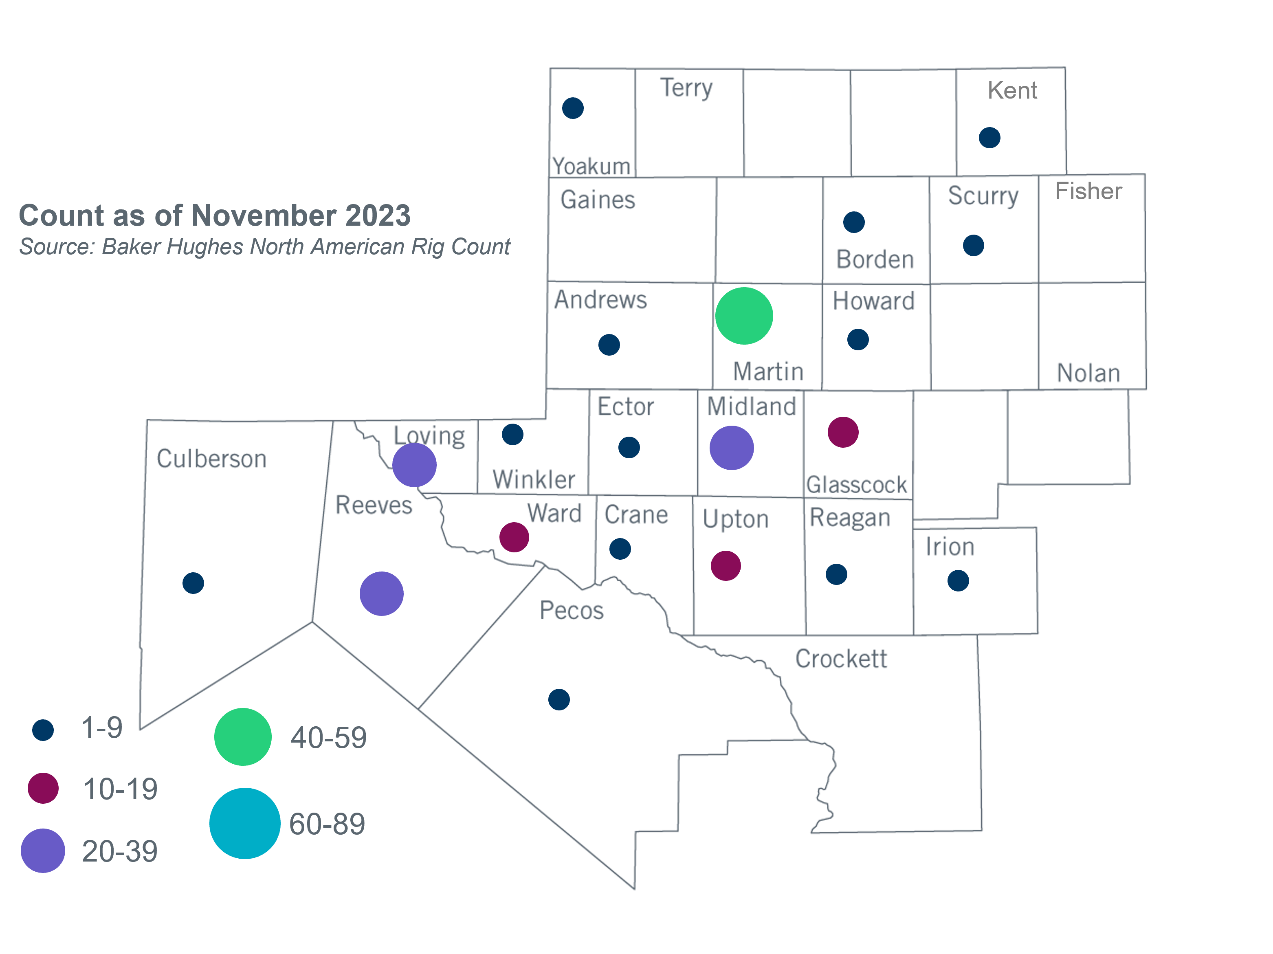 Terry
Kent
Yoakum
Gaines
Scurry
Fisher
Count as of November 2023
Source: Baker Hughes North American Rig Count
Borden
Andrews
Howard
Martin
Nolan
Ector
Midland
Loving
Culberson
Winkler
Glasscock
Reeves
Ward
Crane
Upton
Reagan
Irion
Pecos
Crockett
1-9
40-59
10-19
60-89
20-39